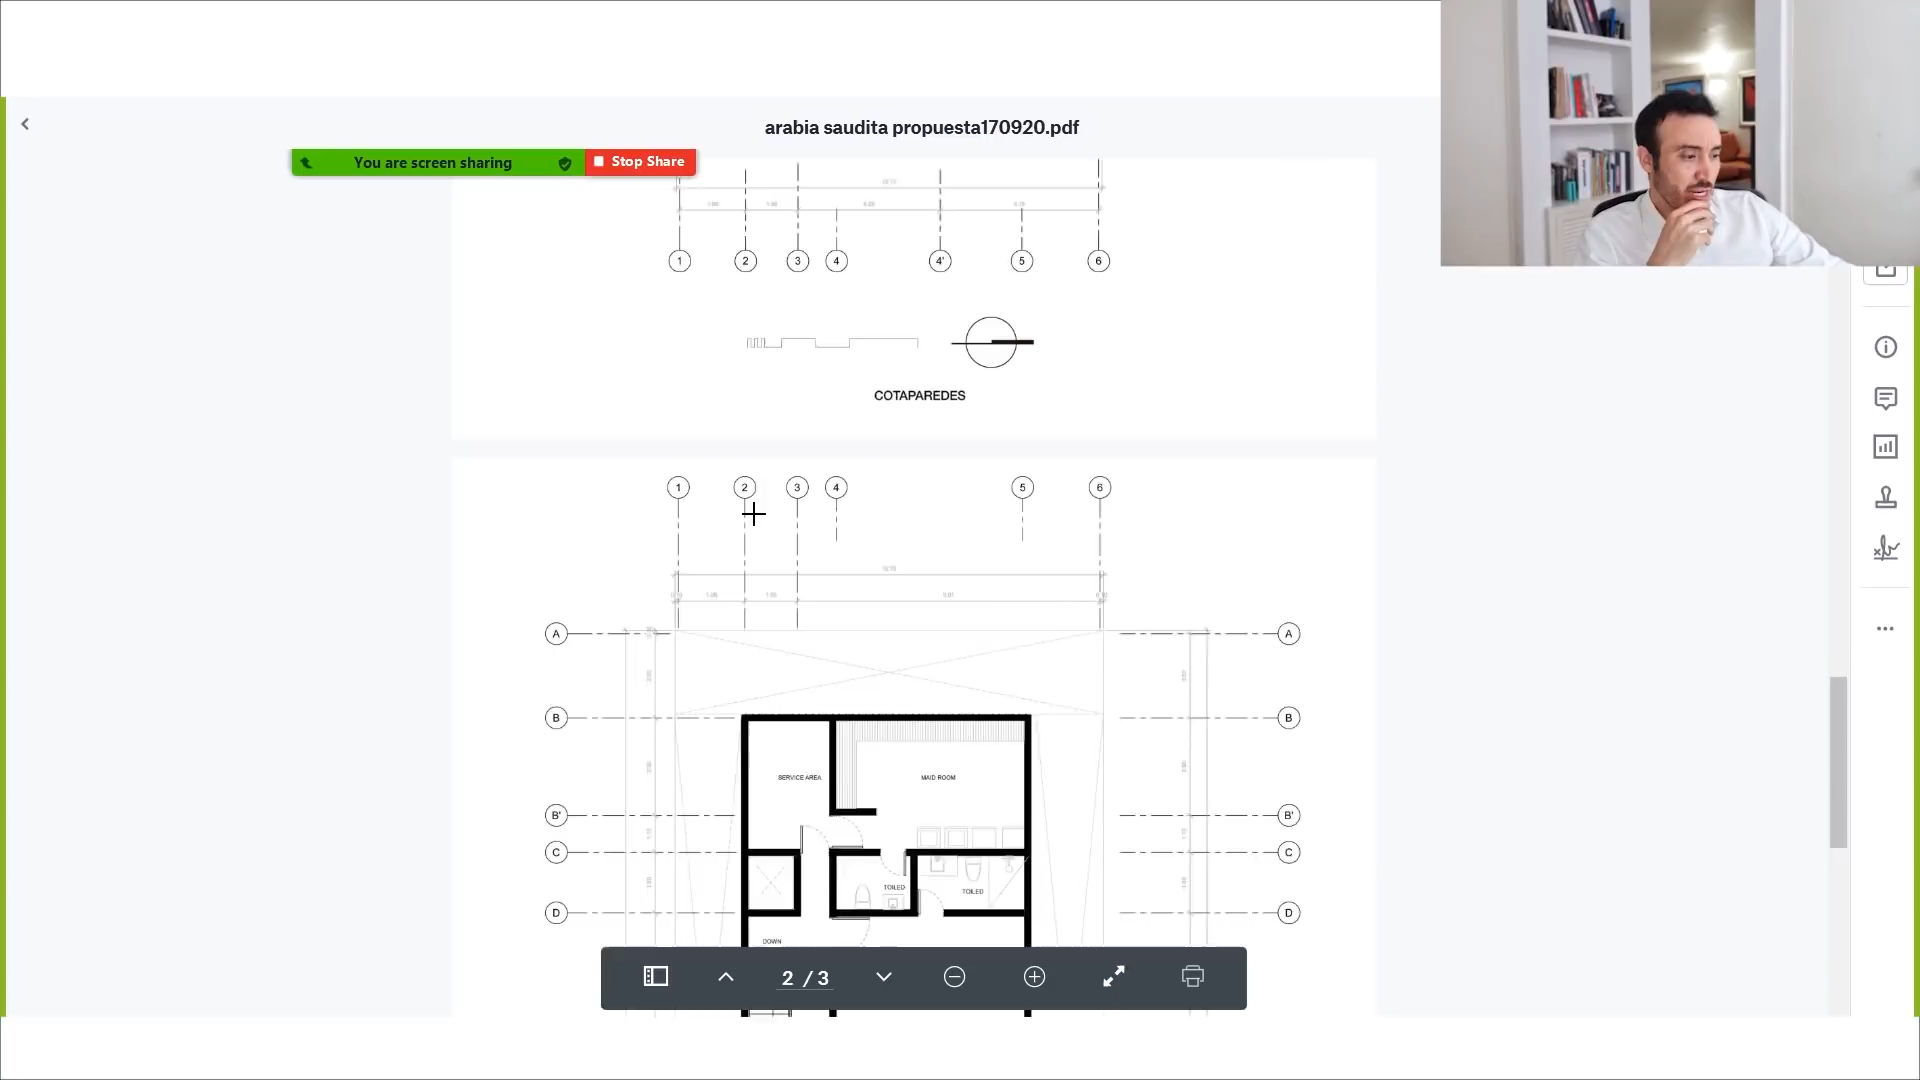 arabia saudita propuesta170920.pdf
You are screen sharing
Stop Share
1 2 3 4 4' 5 6
COTAPAREDES
1 2 3 4 5 6
A A
B B
SERVICE AREA MAID ROOM
B' B'
C C
TOILED TOILED
D D
DOWN
2 / 3